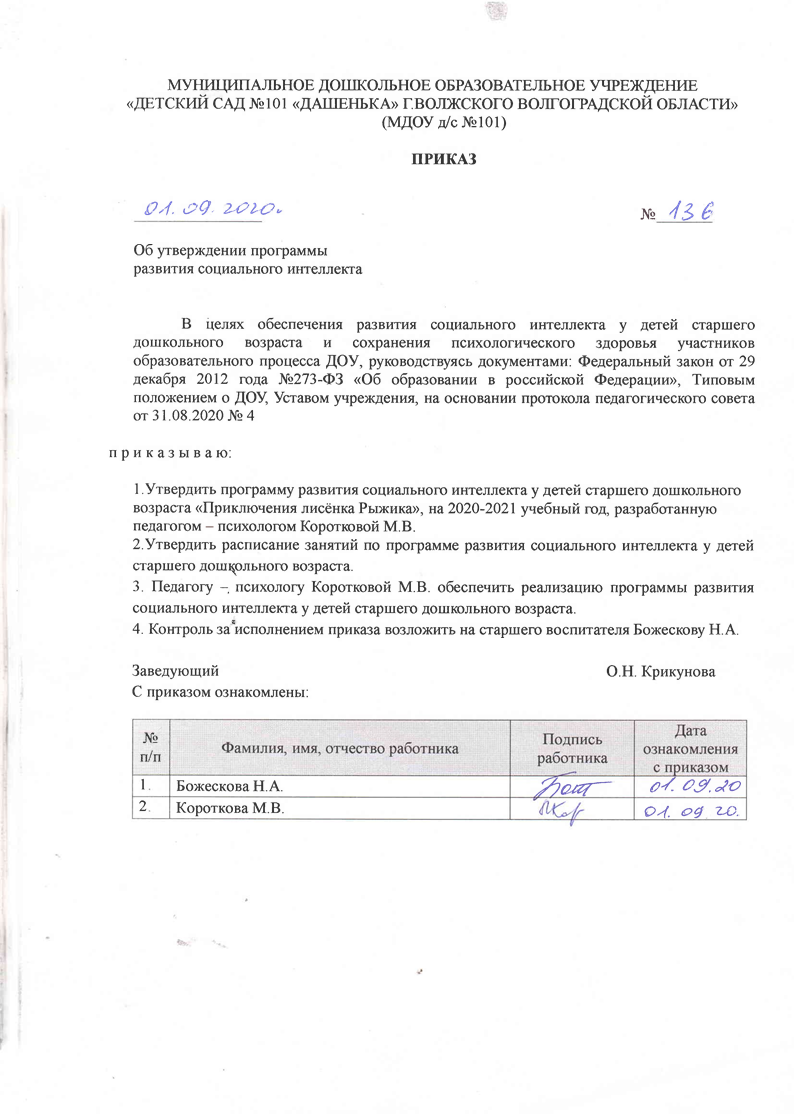 МУНИЦИПАЛЬНОЕ ДОШКОЛЬНОЕ ОБРАЗОВАТЕЛЬНОЕ УЧРЕЖДЕНИЕ
«ДЕТСКИЙ САД №101 «ДАШЕНЬКА» Г.ВОЛЖСКОГО ВОЛГОГРАДСКОЙ ОБЛАСТИ»
(МДОУ д/с №101)
ПРИКАЗ
01.09.2020г. № 136
Об утверждении программы
развития социального интеллекта
В целях обеспечения развития социального интеллекта у детей старшего
дошкольного возраста и сохранения психологического здоровья участников
образовательного процесса ДОУ, руководствуясь документами: Федеральный закон от 29
декабря 2012 года №273-ФЗ «Об образовании в российской Федерации», Типовым
положением о ДОУ, Уставом учреждения, на основании протокола педагогического совета
от 31.08.2020 № 4
п р и к а з ы в а ю:
1.Утвердить программу развития социального интеллекта у детей старшего дошкольного
возраста «Приключения лисёнка Рыжика», на 2020-2021 учебный год, разработанную
педагогом – психологом Коротковой М.В.
2.Утвердить расписание занятий по программе развития социального интеллекта у детей
старшего дошкольного возраста.
3. Педагогу – психологу Коротковой М.В. обеспечить реализацию программы развития
социального интеллекта у детей старшего дошкольного возраста.
4. Контроль за исполнением приказа возложить на старшего воспитателя Божескову Н.А.
Заведующий О.Н. Крикунова
С приказом ознакомлены:
№ п/п Фамилия, имя, отчество работника Подпись работника Дата ознакомления с приказом
1. Божескова Н.А. 01.09.20
2. Короткова М.В. 01.09 20.